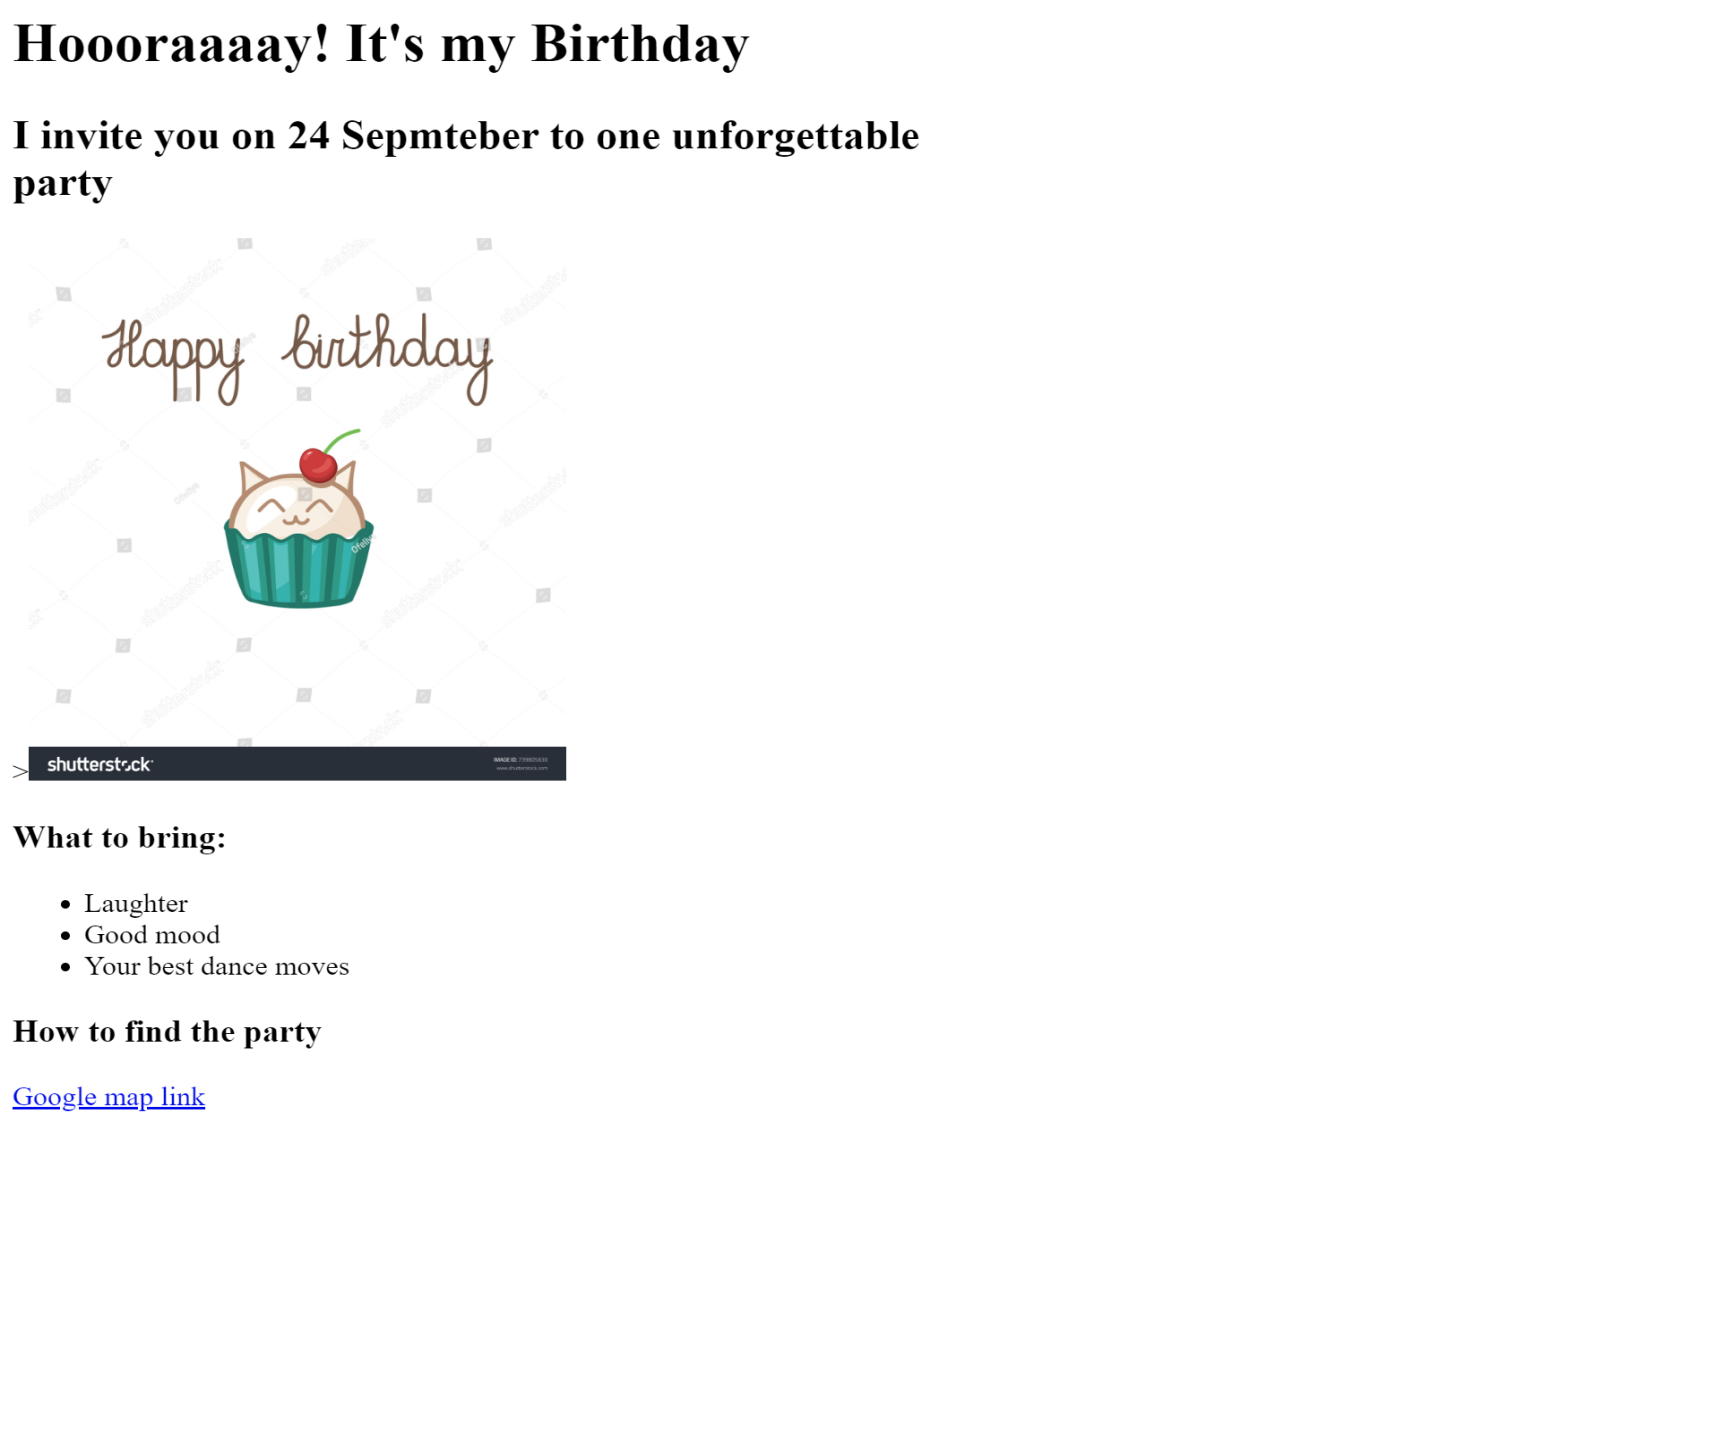 Hoooraaaay! It's my Birthday
I invite you on 24 Sepmteber to one unforgettable
party
Happy birthday
>
shutterstock
IMAGE ID: 739805830
www.shutterstock.com
What to bring:
• Laughter
• Good mood
• Your best dance moves
How to find the party
Google map link